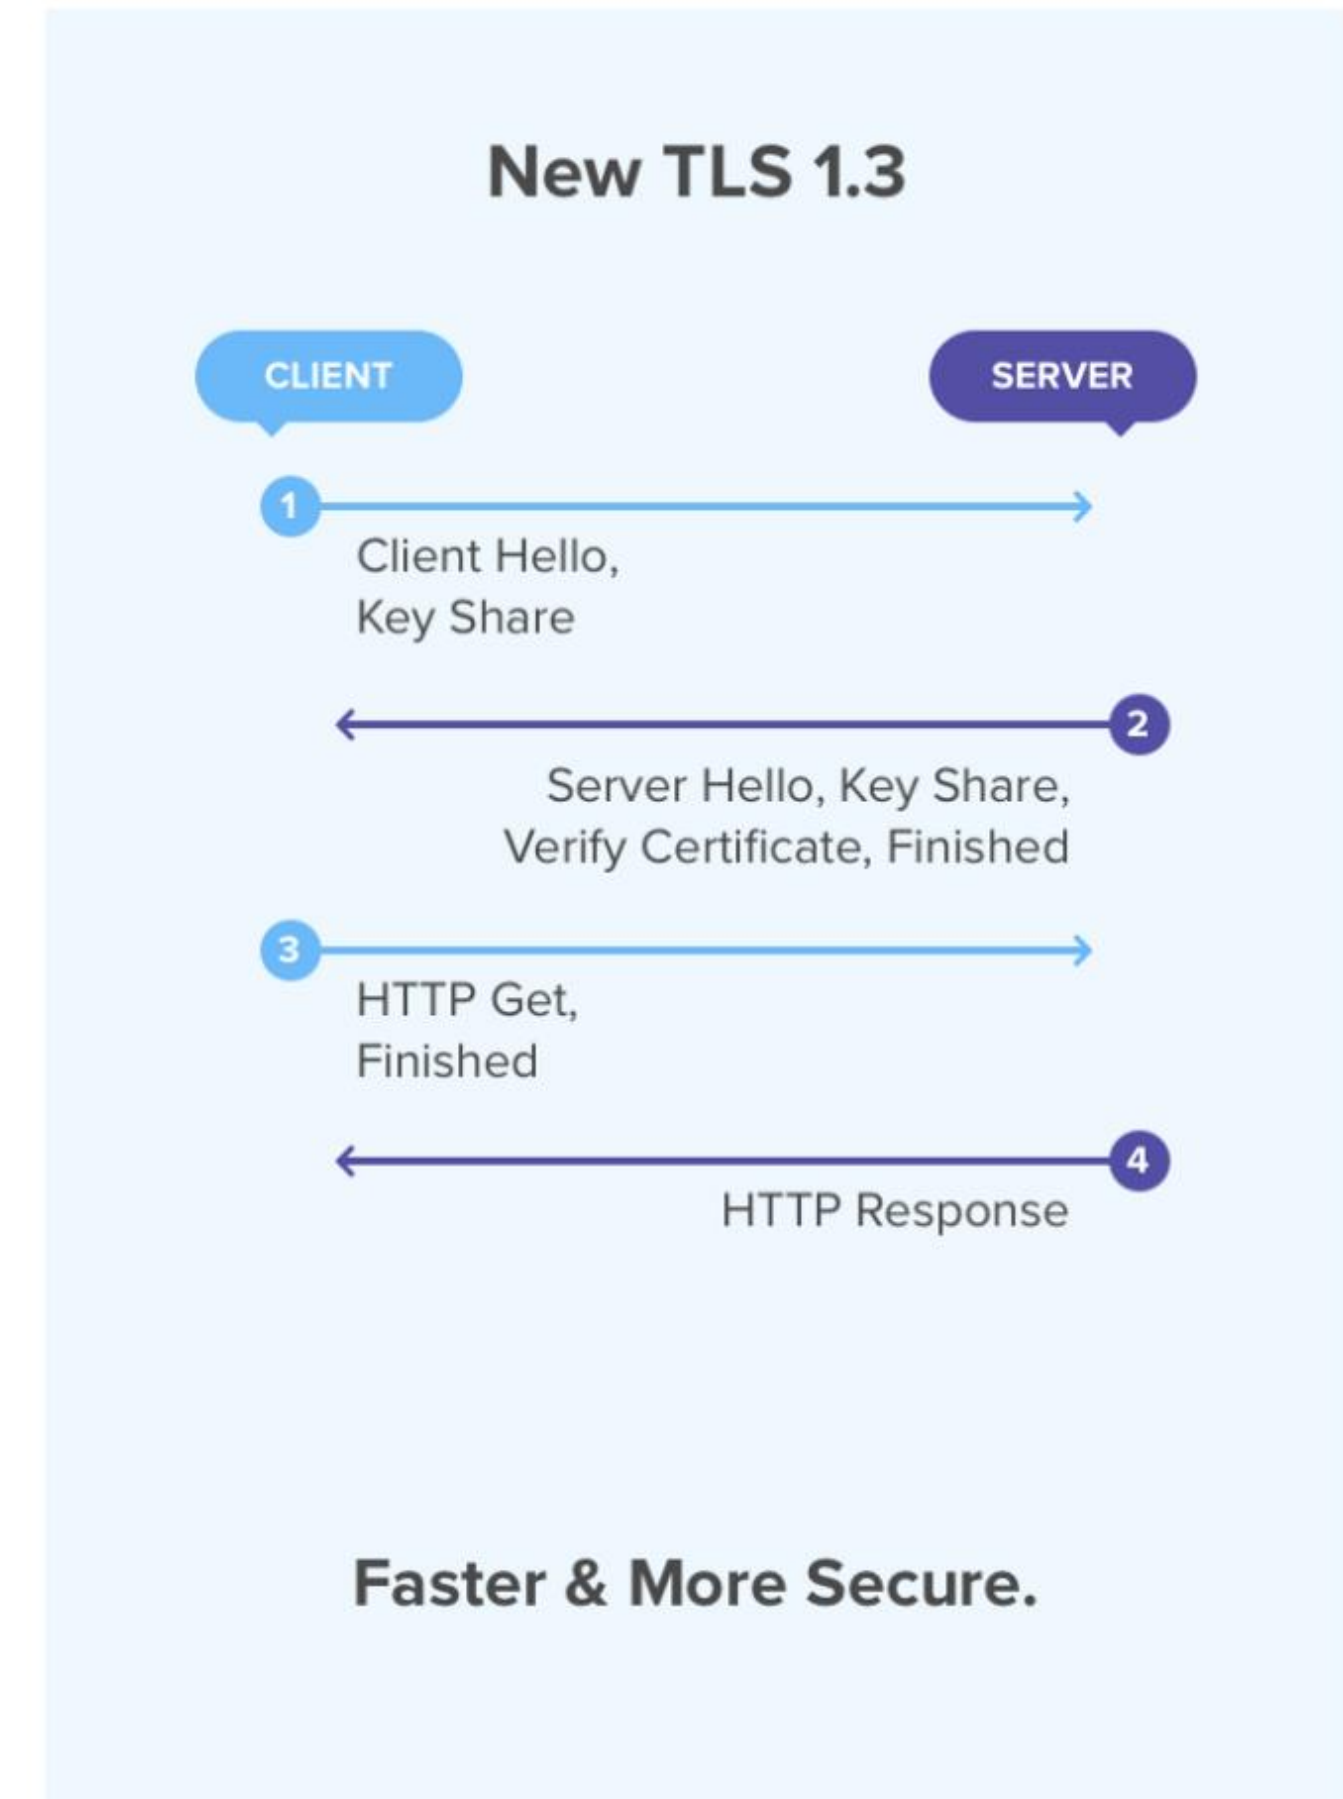 New TLS 1.3
CLIENT
SERVER
1
Client Hello,
Key Share
2
Server Hello, Key Share,
Verify Certificate, Finished
3
HTTP Get,
Finished
4
HTTP Response
Faster & More Secure.